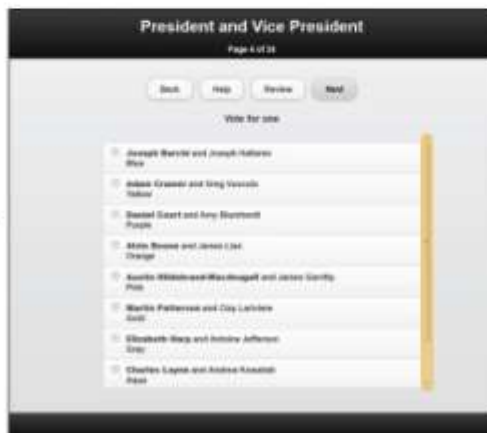 President and Vice President
Page 4 of
Back Help Review Next
Vote for one
Joseph Barchi and Joseph Hallaren
Blue
Adam Cramer and Greg Vuocolo
Yellow
Daniel Court and Amy Blumhardt
Purple
Alvin Boone and James Lian
Orange
Austin Hildebrand-MacDougall and James Garritty
Pink
Martin Patterson and Clay Lariviere
Gold
Elizabeth Harp and Antoine Jefferson
Gray
Charles Layne and Andrew Kowalski